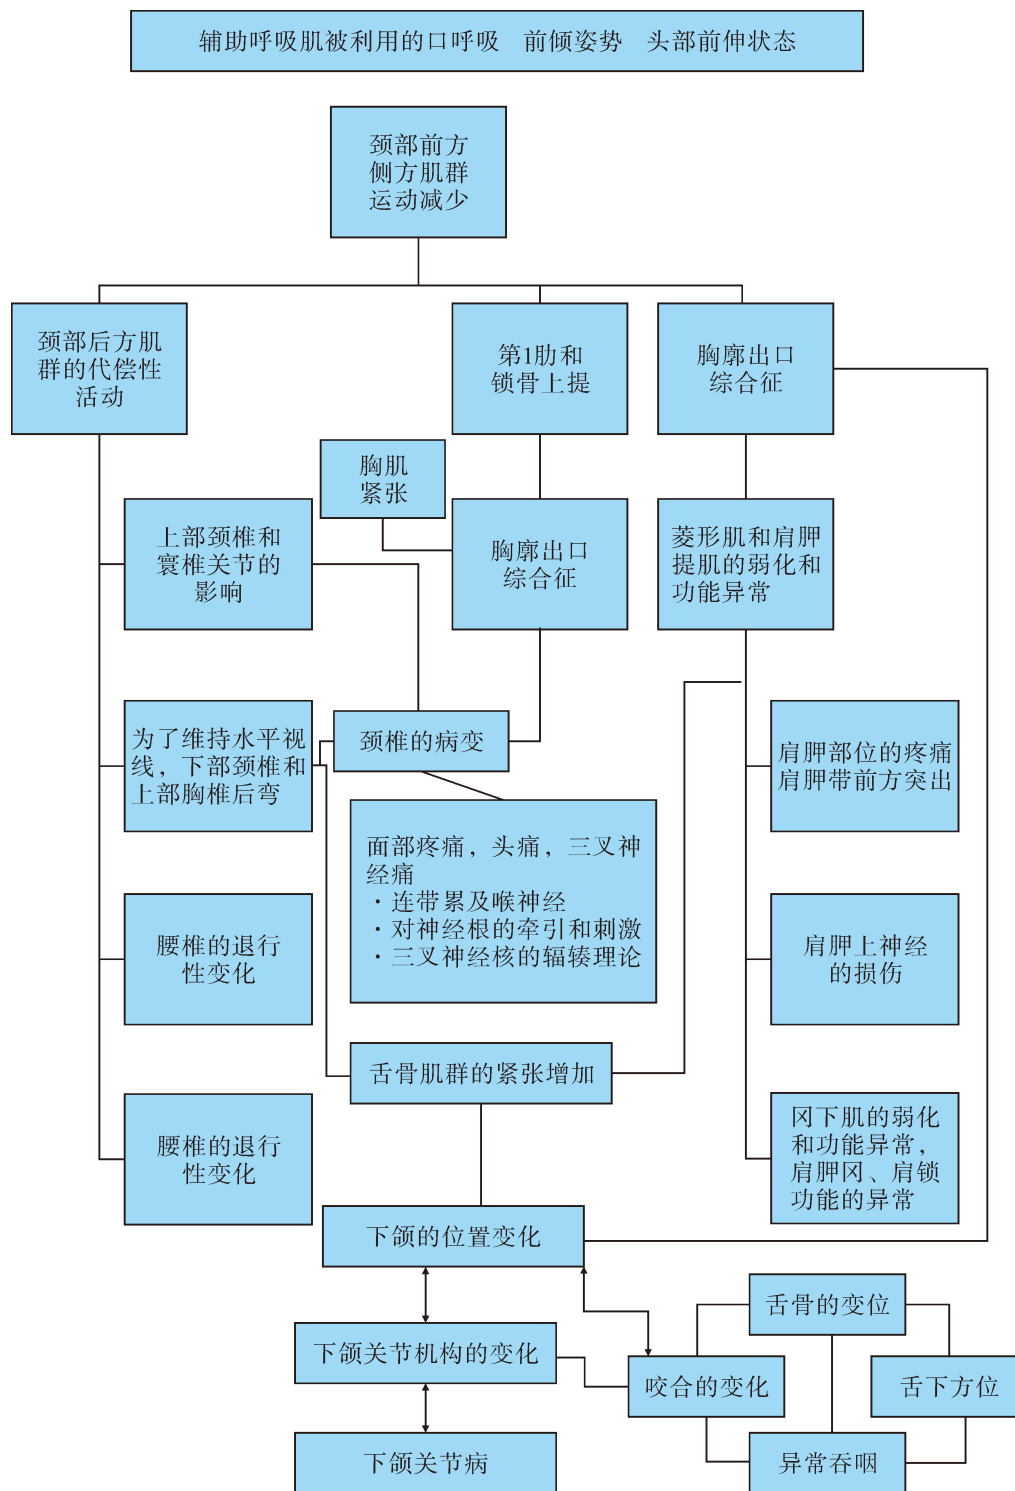 辅助呼吸肌被利用的口呼吸 前倾姿势 头部前伸状态
颈部前方
侧方肌群
运动减少
颈部后方肌
群的代偿性
活动
第1肋和
锁骨上提
胸廓出口
综合征
胸肌
紧张
上部颈椎和
寰椎关节的
影响
胸廓出口
综合征
菱形肌和肩胛
提肌的弱化和
功能异常
为了维持水平视
线，下部颈椎和
上部胸椎后弯
颈椎的病变
肩胛部位的疼痛
肩胛带前方突出
面部疼痛，头痛，三叉神
经痛
·连带累及喉神经
·对神经根的牵引和刺激
·三叉神经核的辐辏理论
腰椎的退行
性变化
肩胛上神经
的损伤
舌骨肌群的紧张增加
腰椎的退行
性变化
冈下肌的弱化
和功能异常，
肩胛冈、肩锁
功能的异常
下颌的位置变化
舌骨的变位
下颌关节机构的变化
咬合的变化
舌下方位
下颌关节病
异常吞咽